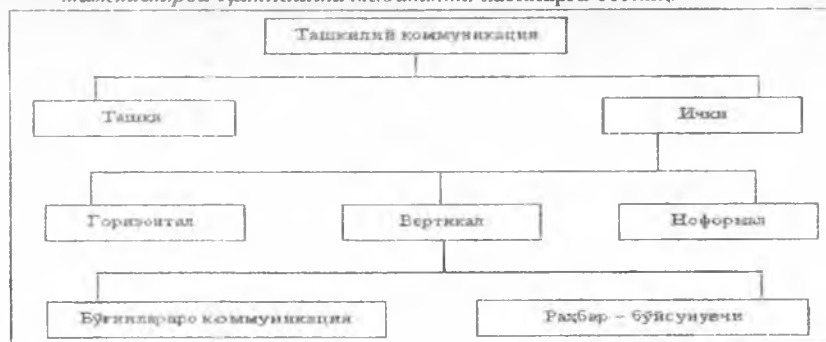 Ташкилий коммуникация
Ташқи
Ички
Горизонтал
Вертикал
Ноформал
Бўғинлараро коммуникация
Раҳбар – бўйсунувчи